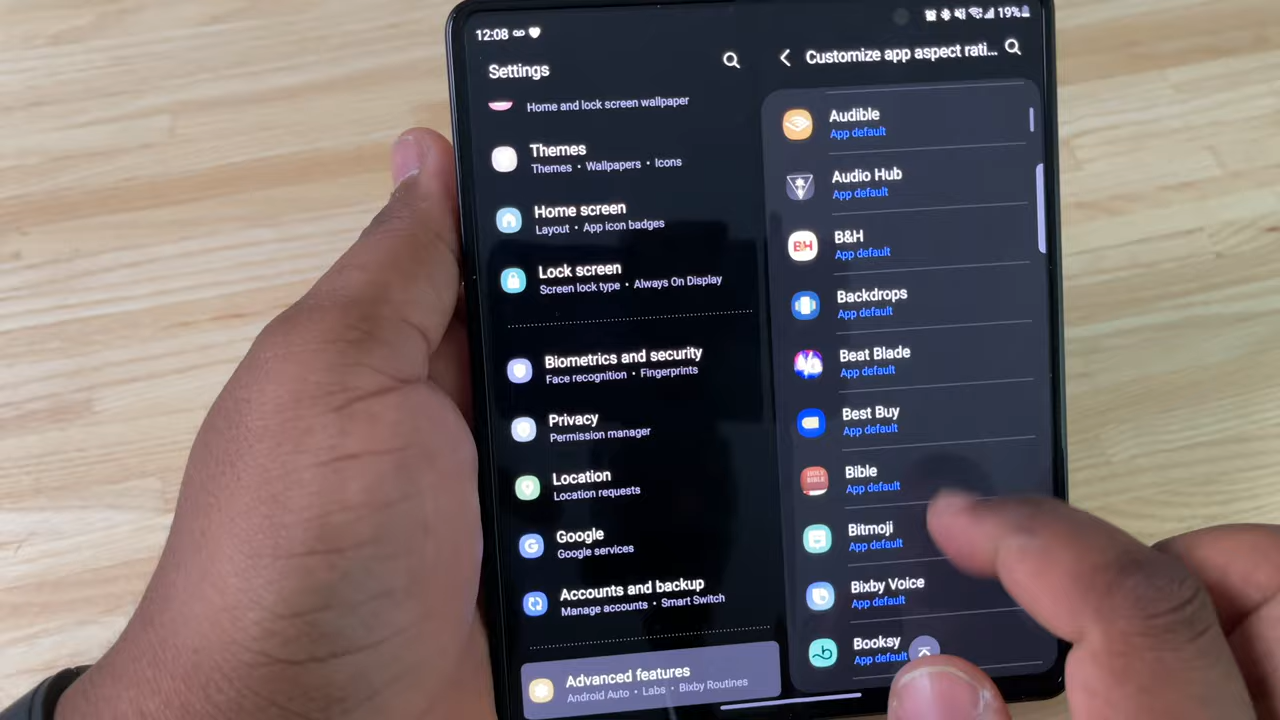 12:08
19%
Settings
Home and lock screen wallpaper
Themes
Themes • Wallpapers • Icons
Home screen
Layout • App icon badges
Lock screen
Screen lock type • Always On Display
Biometrics and security
Face recognition • Fingerprints
Privacy
Permission manager
Location
Location requests
Google
Google services
Accounts and backup
Manage accounts • Smart Switch
Advanced features
Android Auto • Labs • Bixby Routines
Customize app aspect rati...
Audible
App default
Audio Hub
App default
BH
B&H
App default
Backdrops
App default
Beat Blade
App default
Best Buy
App default
HOLY
BIBLE
Bible
App default
Bitmoji
App default
Bixby Voice
App default
Booksy
App default